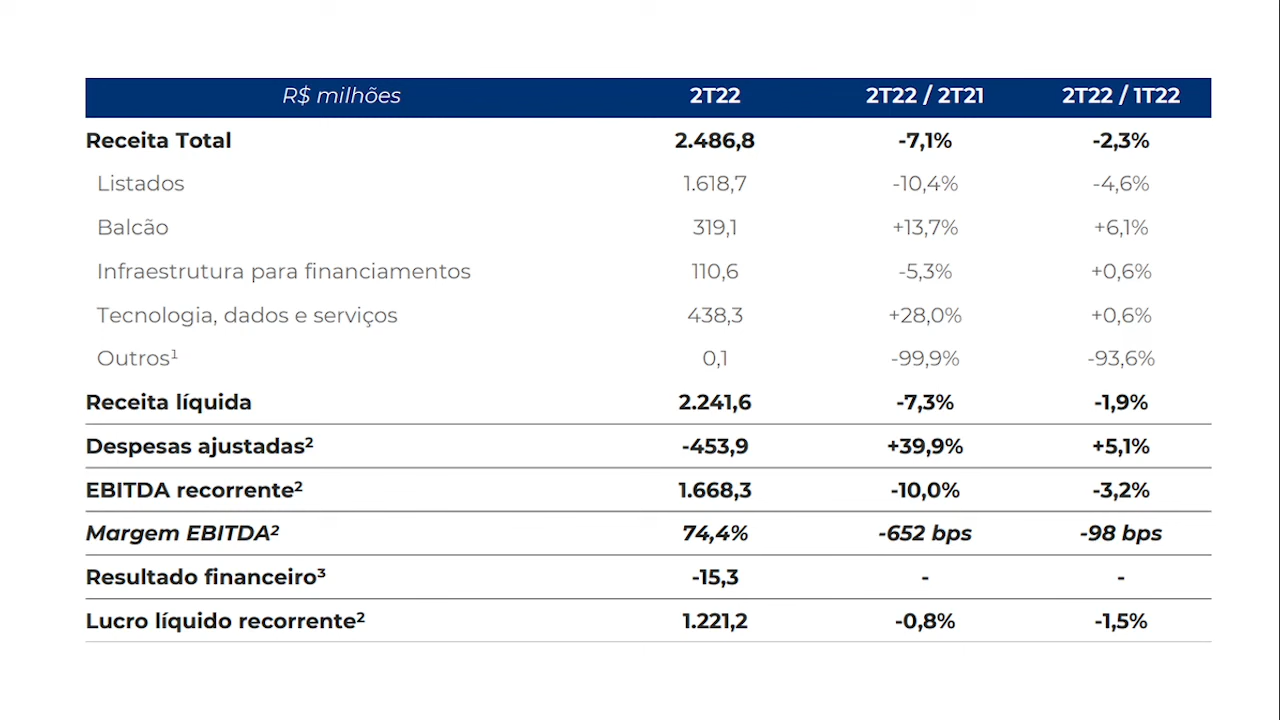 R$ milhões 2T22 2T22 / 2T21 2T22 / 1T22
Receita Total 2.486,8 -7,1% -2,3%
Listados 1.618,7 -10,4% -4,6%
Balcão 319,1 +13,7% +6,1%
Infraestrutura para financiamentos 110,6 -5,3% +0,6%
Tecnologia, dados e serviços 438,3 +28,0% +0,6%
Outros¹ 0,1 -99,9% -93,6%
Receita líquida 2.241,6 -7,3% -1,9%
Despesas ajustadas² -453,9 +39,9% +5,1%
EBITDA recorrente² 1.668,3 -10,0% -3,2%
Margem EBITDA² 74,4% -652 bps -98 bps
Resultado financeiro³ -15,3 - -
Lucro líquido recorrente² 1.221,2 -0,8% -1,5%